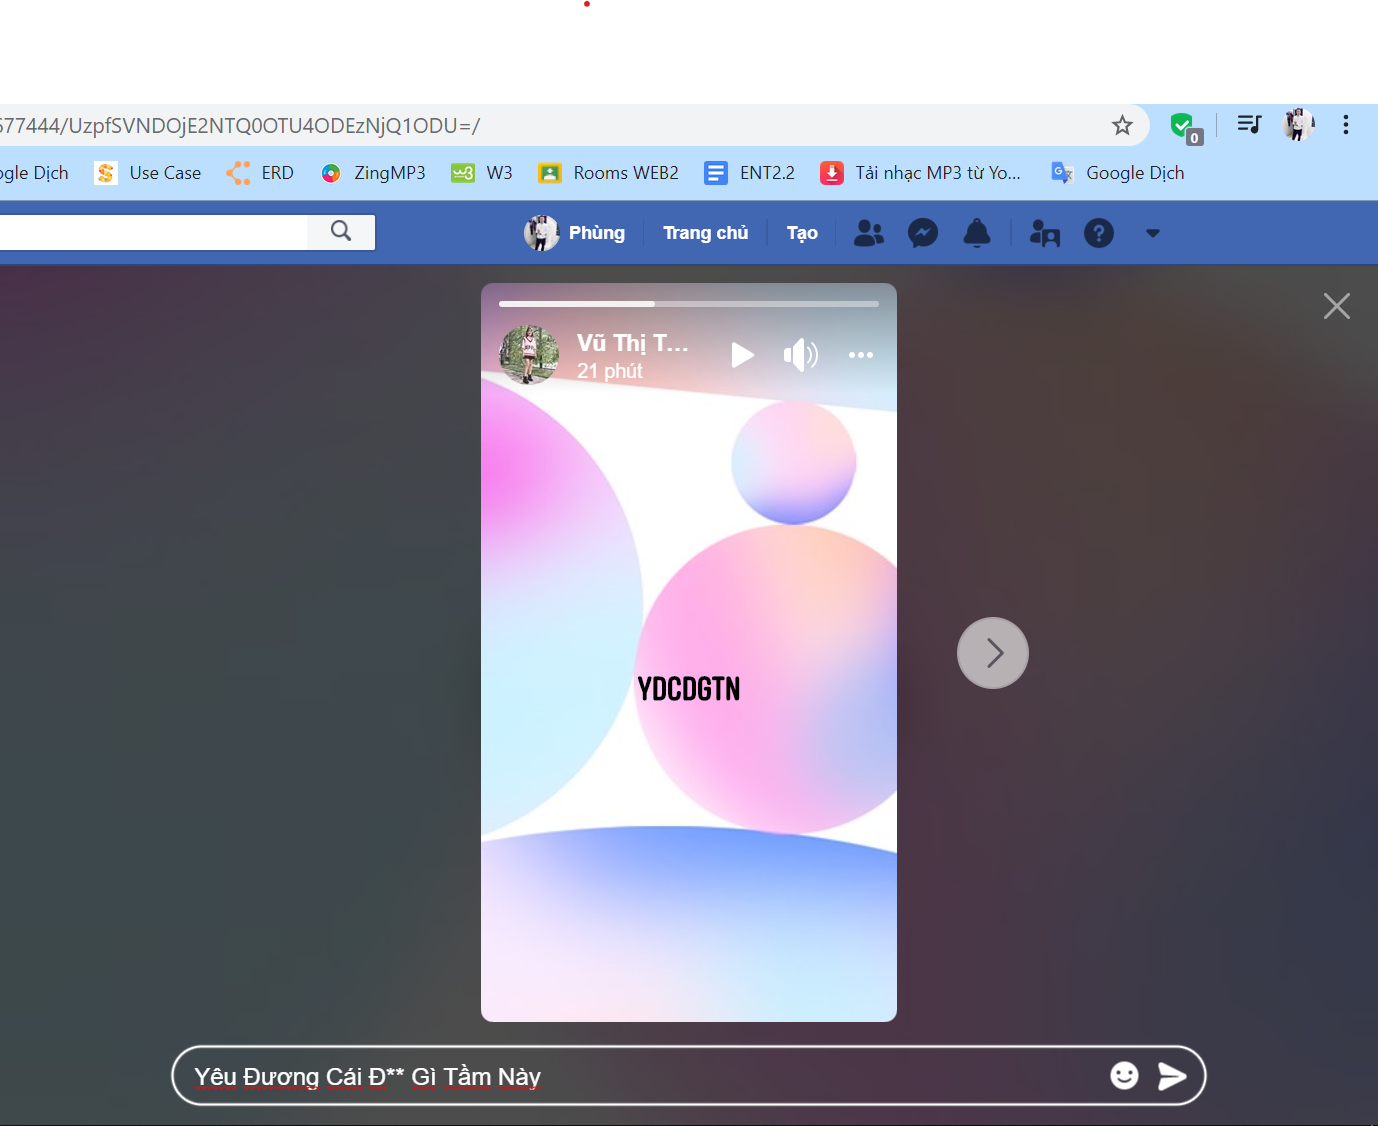 577444/UzpfSVNDOjE2NTQ0OTU4ODEzNjQ1ODU=/
0
ogle Dịch
Use Case
ERD
ZingMP3
W3
Rooms WEB2
ENT2.2
Tải nhạc MP3 từ Yo...
Google Dịch
Phùng
Trang chủ
Tạo
Vũ Thị T...
21 phút
YDCDGTN
Yêu Đương Cái Đ** Gì Tầm Này